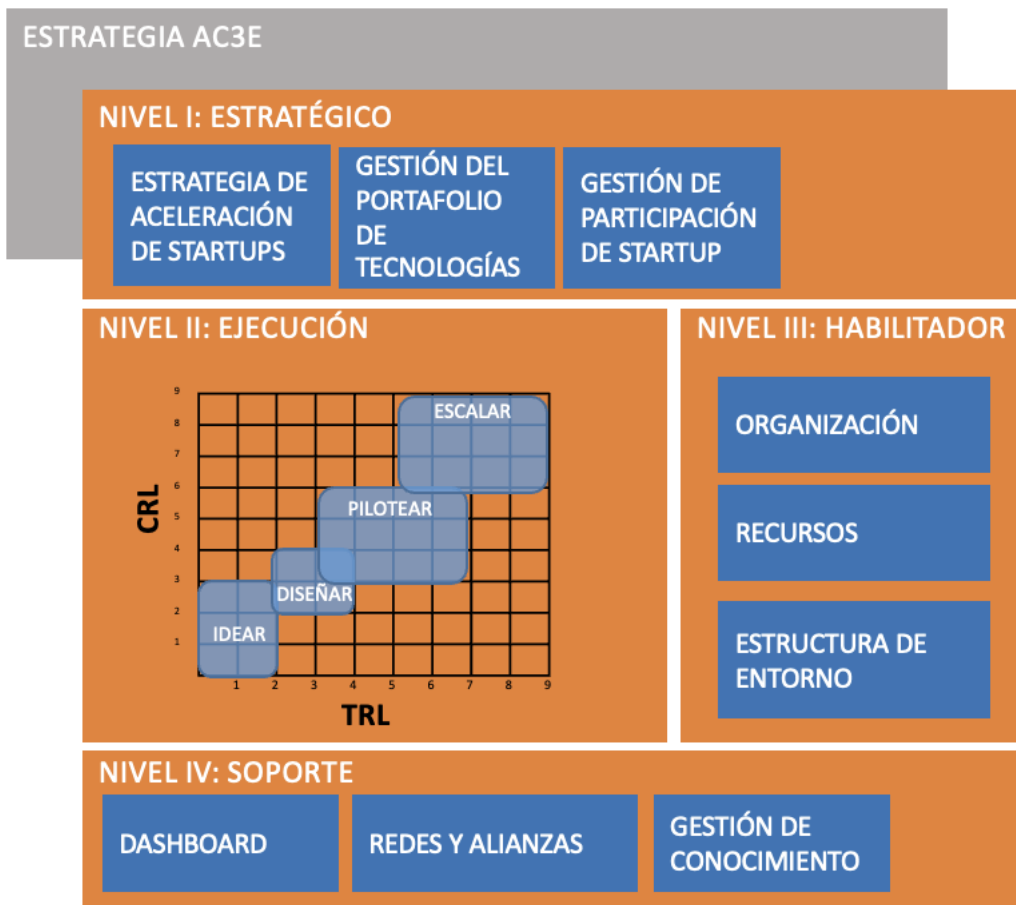 ESTRATEGIA AC3E
NIVEL I: ESTRATÉGICO
ESTRATEGIA DE
ACELERACIÓN
DE STARTUPS
GESTIÓN DEL
PORTAFOLIO
DE
TECNOLOGÍAS
GESTIÓN DE
PARTICIPACIÓN
DE STARTUP
NIVEL II: EJECUCIÓN
9
8
7
6
5
4
3
2
1
CRL
ESCALAR
PILOTEAR
DISEÑAR
IDEAR
1 2 3 4 5 6 7 8 9
TRL
NIVEL III: HABILITADOR
ORGANIZACIÓN
RECURSOS
ESTRUCTURA DE
ENTORNO
NIVEL IV: SOPORTE
DASHBOARD
REDES Y ALIANZAS
GESTIÓN DE
CONOCIMIENTO